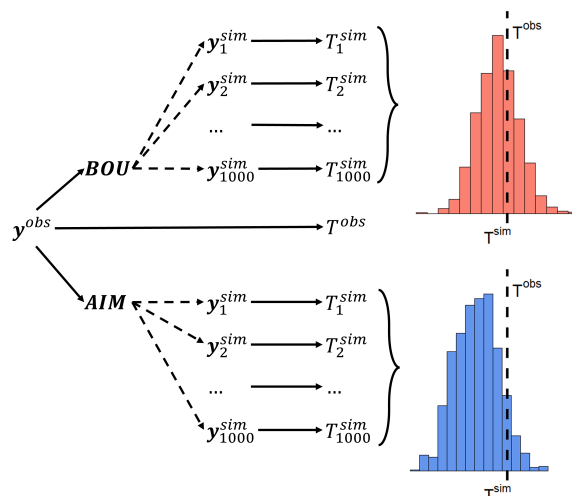 y_1^sim T_1^sim
y_2^sim T_2^sim
... ...
y_1000^sim T_1000^sim
BOU
T^obs
T^sim
y^obs T^obs
AIM
y_1^sim T_1^sim
y_2^sim T_2^sim
... ...
y_1000^sim T_1000^sim
T^obs
T^sim